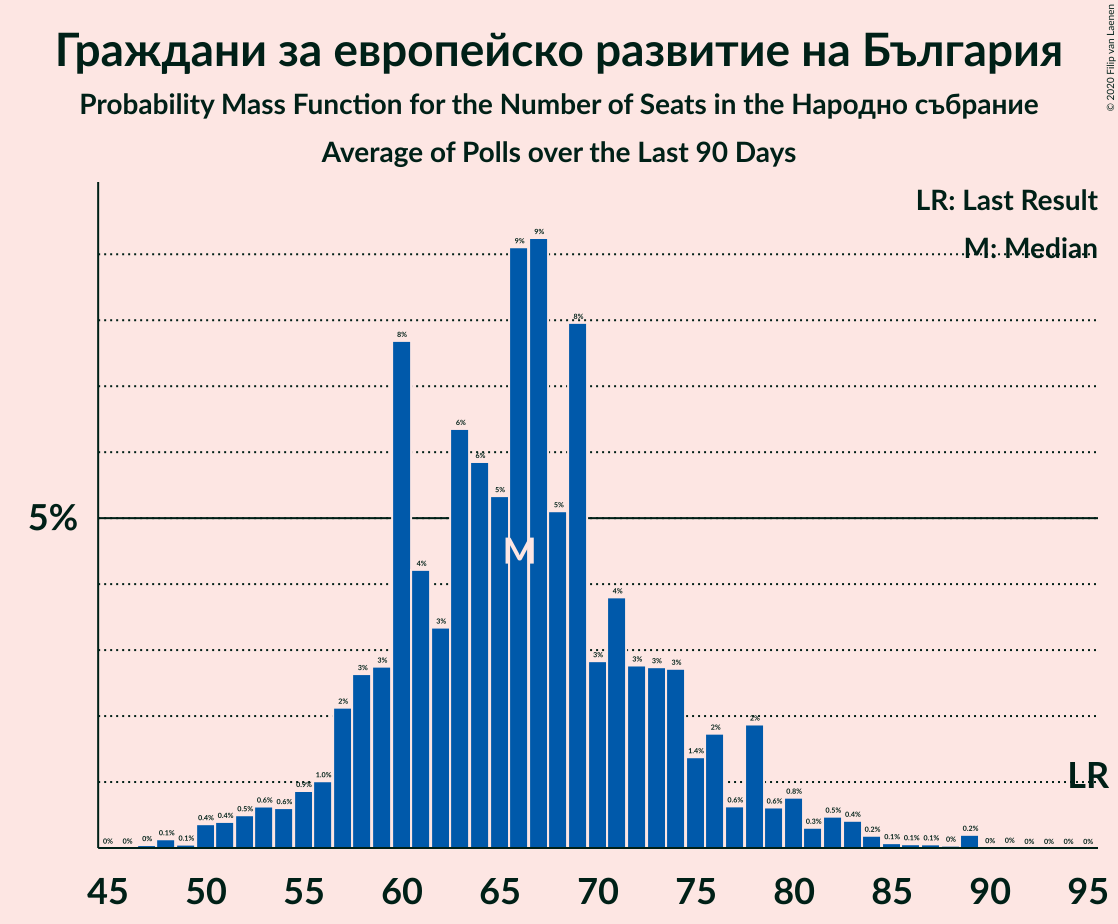 Граждани за европейско развитие на България
Probability Mass Function for the Number of Seats in the Народно събрание
Average of Polls over the Last 90 Days
© 2020 Filip van Laenen
LR: Last Result
M: Median
5%
0% 0% 0% 0.1% 0.1% 0.4% 0.4% 0.5% 0.6% 0.6% 0.9% 1.0% 2% 3% 3% 8% 4% 3% 6% 6% 5% 9% 9% 5% 8% 3% 4% 3% 3% 3% 1.4% 2% 0.6% 2% 0.6% 0.8% 0.3% 0.5% 0.4% 0.2% 0.1% 0.1% 0.1% 0% 0.2% 0% 0% 0% 0% 0% 0%
M
LR
45 50 55 60 65 70 75 80 85 90 95